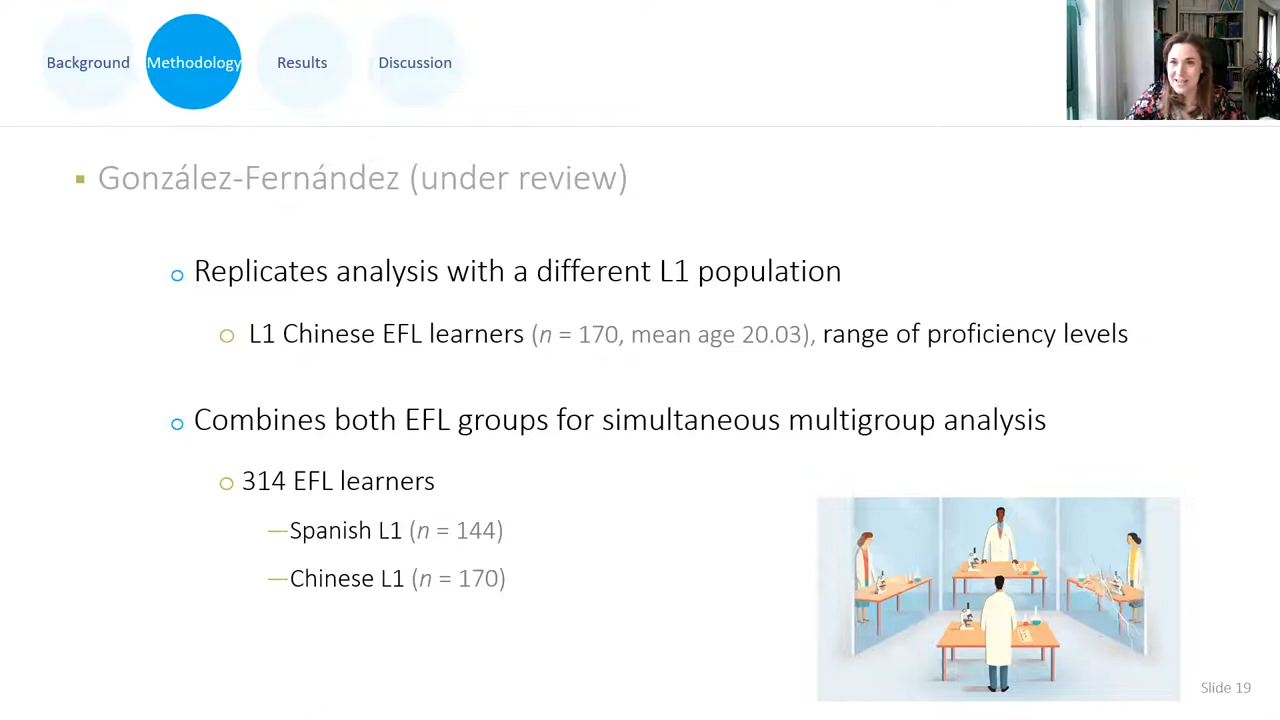 Background Methodology Results Discussion
▪ González-Fernández (under review)
o Replicates analysis with a different L1 population
o L1 Chinese EFL learners (n = 170, mean age 20.03), range of proficiency levels
o Combines both EFL groups for simultaneous multigroup analysis
o 314 EFL learners
—Spanish L1 (n = 144)
—Chinese L1 (n = 170)
Slide 19